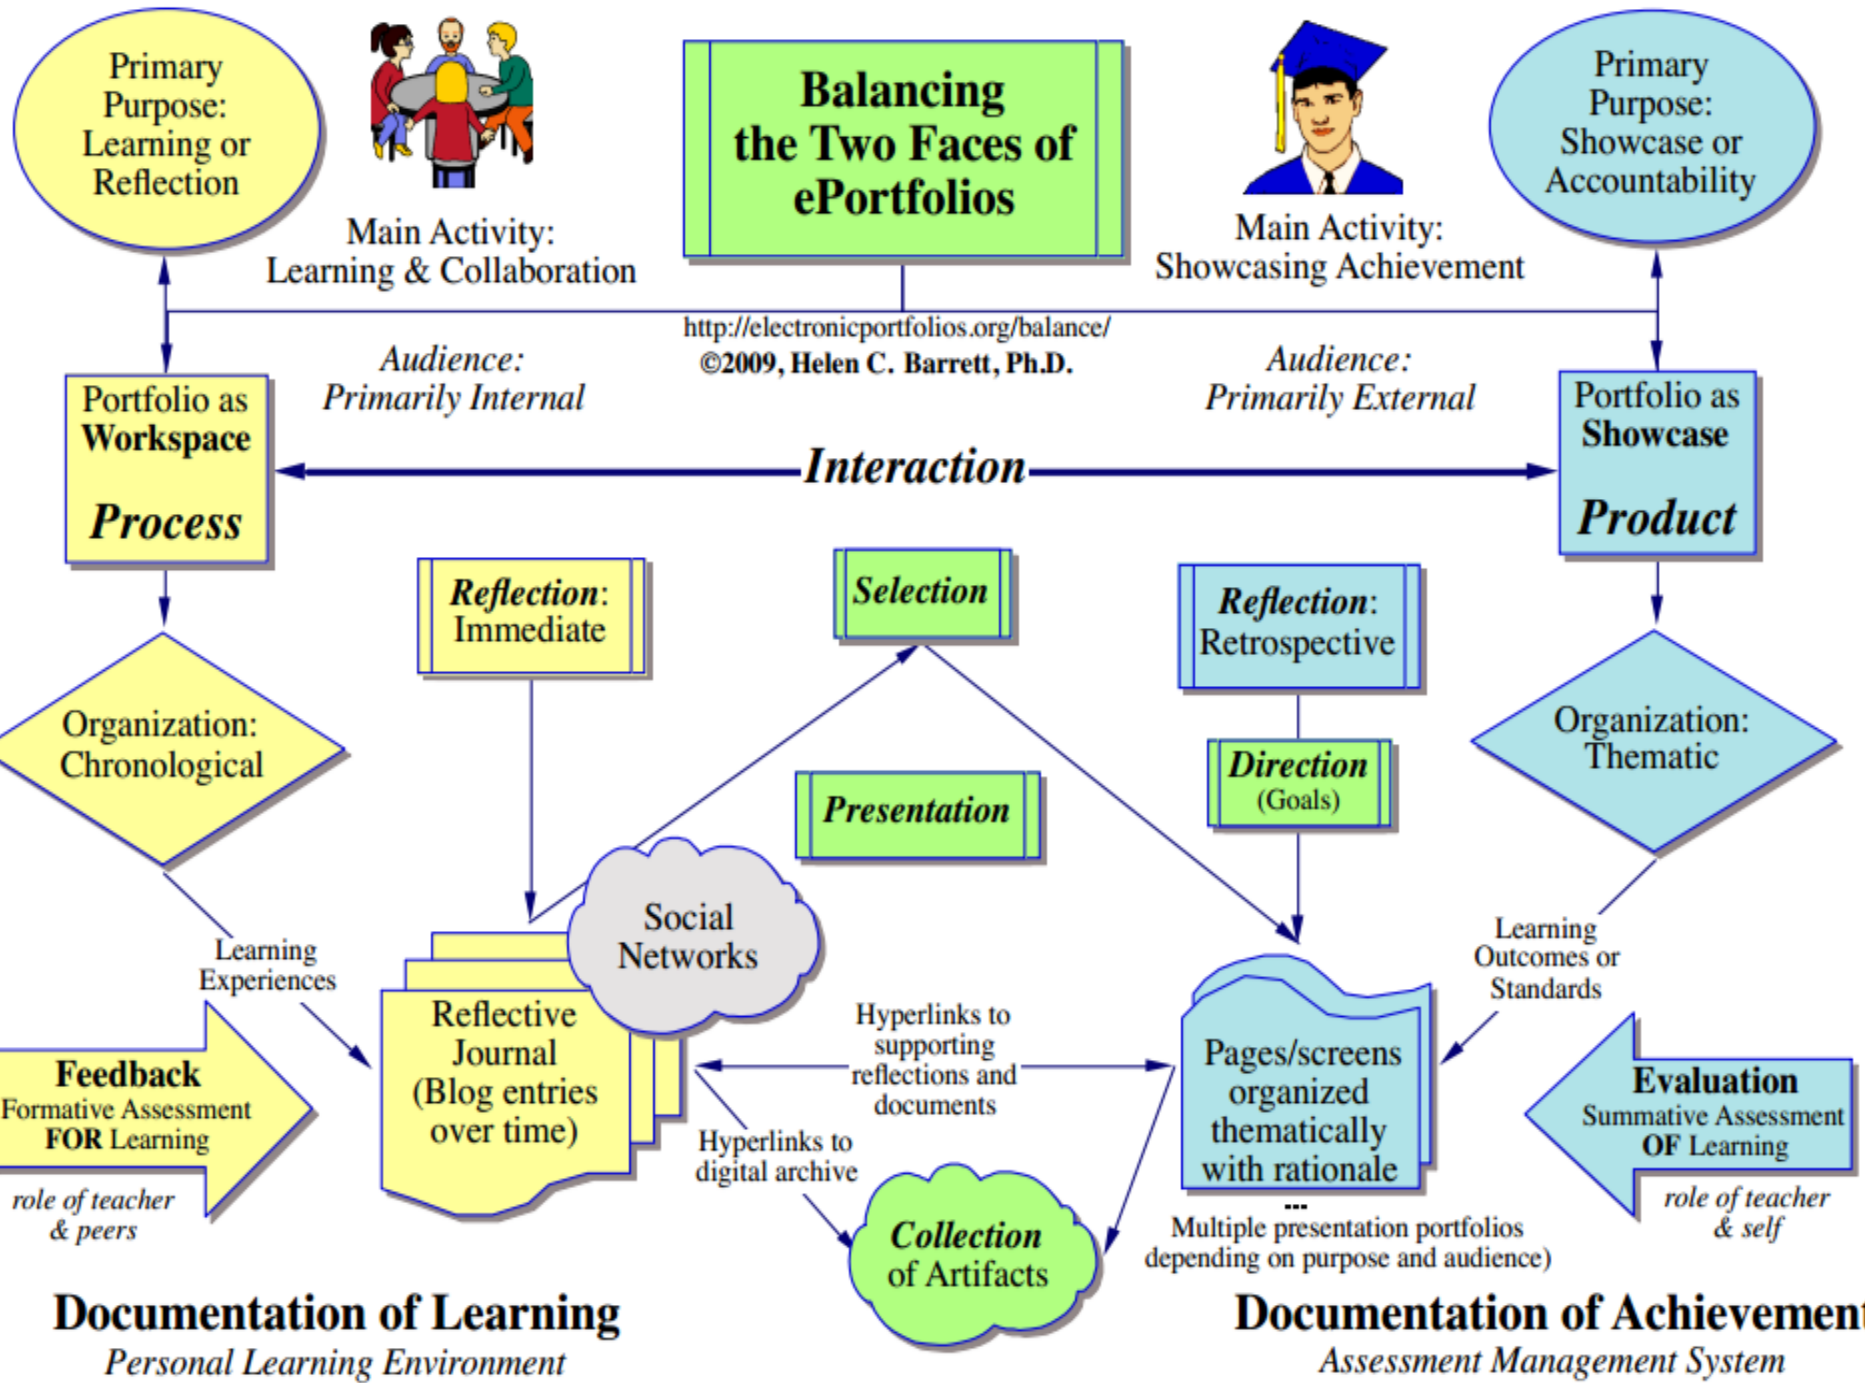 Primary
Purpose:
Learning or
Reflection
Main Activity:
Learning & Collaboration
Balancing
the Two Faces of
ePortfolios
Main Activity:
Showcasing Achievement
Primary
Purpose:
Showcase or
Accountability
http://electronicportfolios.org/balance/
©2009, Helen C. Barrett, Ph.D.
Audience:
Primarily Internal
Audience:
Primarily External
Portfolio as
Workspace
Process
Interaction
Portfolio as
Showcase
Product
Reflection:
Immediate
Selection
Reflection:
Retrospective
Organization:
Chronological
Presentation
Direction
(Goals)
Organization:
Thematic
Social
Networks
Learning
Experiences
Learning
Outcomes or
Standards
Feedback
Formative Assessment
FOR Learning
role of teacher
& peers
Reflective
Journal
(Blog entries
over time)
Hyperlinks to
supporting
reflections and
documents
Hyperlinks to
digital archive
Collection
of Artifacts
Pages/screens
organized
thematically
with rationale
...
Multiple presentation portfolios
depending on purpose and audience)
Evaluation
Summative Assessment
OF Learning
role of teacher
& self
Documentation of Learning
Personal Learning Environment
Documentation of Achievement
Assessment Management System